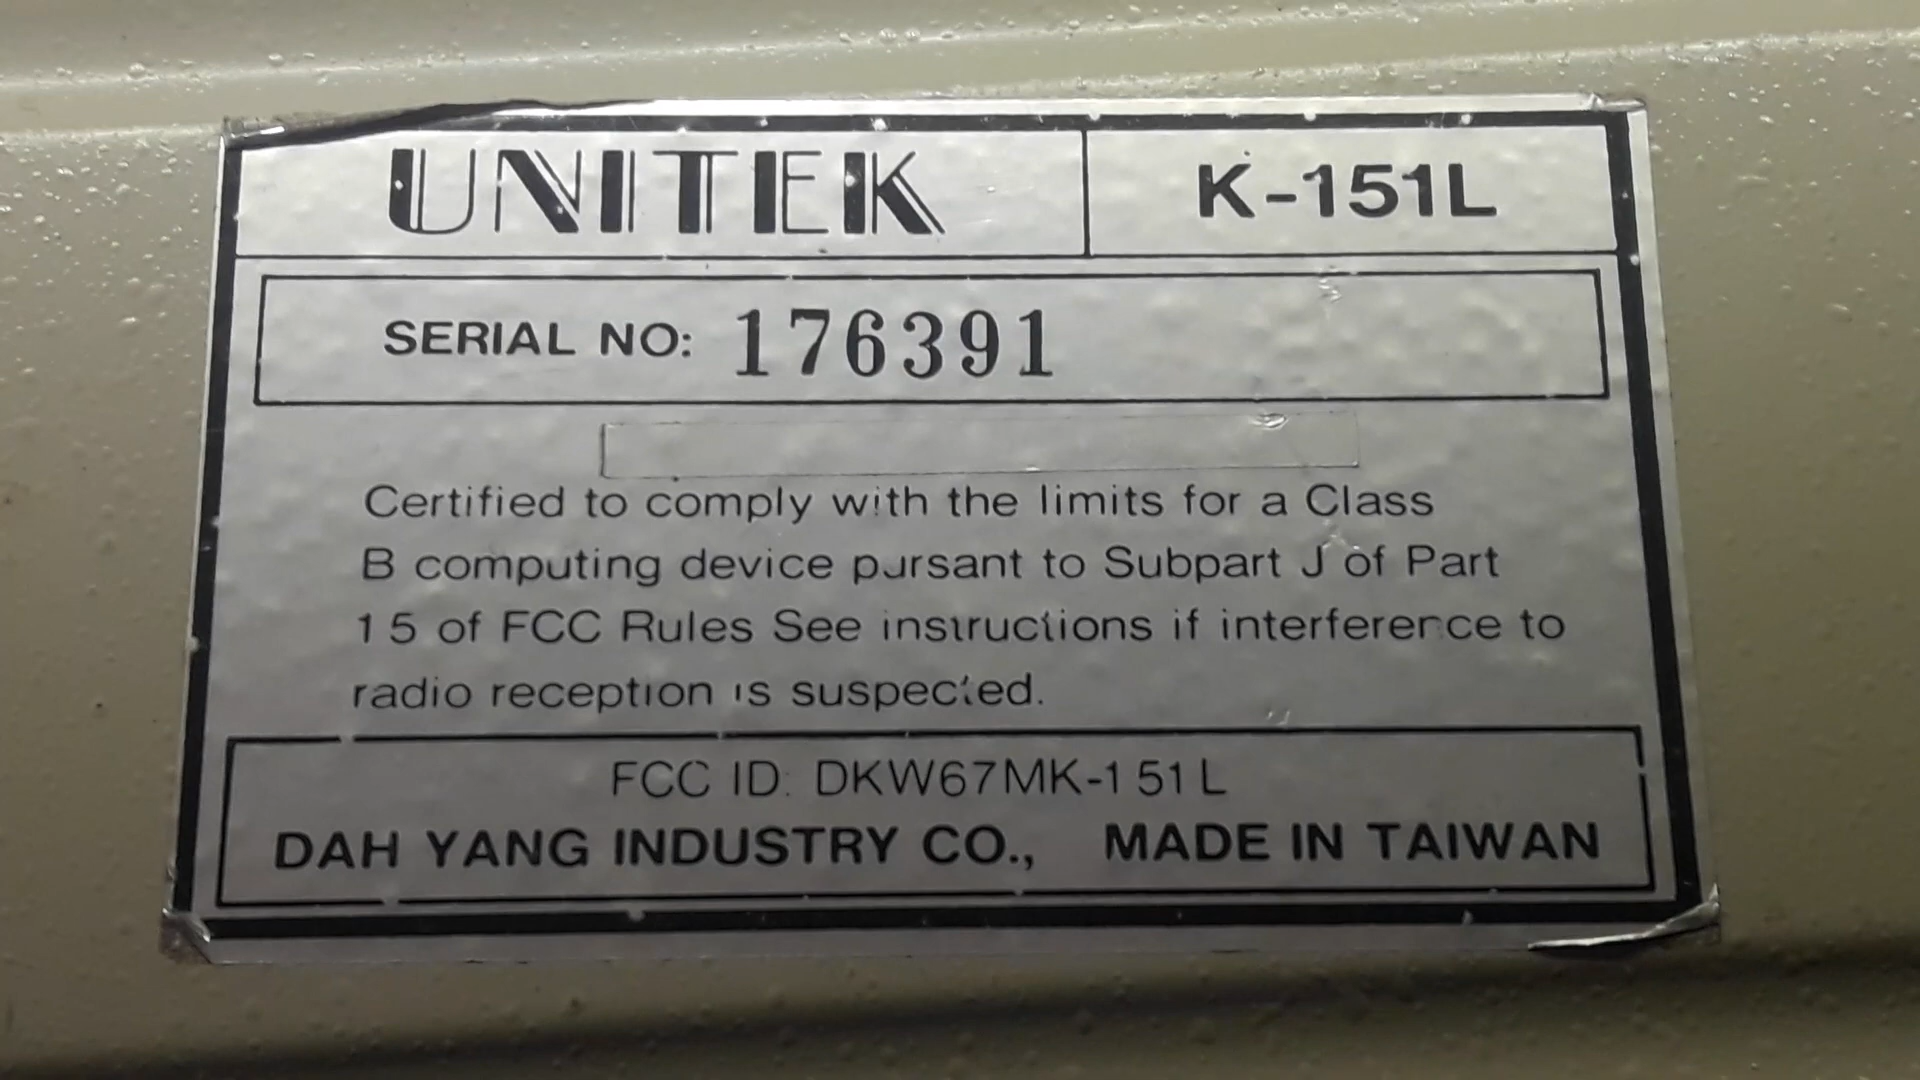 UNITEK K-151L
SERIAL NO: 176391
Certified to comply with the limits for a Class
B computing device pursant to Subpart J of Part
15 of FCC Rules See instructions if interference to
radio reception is suspected.
FCC ID: DKW67MK-151L
DAH YANG INDUSTRY CO., MADE IN TAIWAN